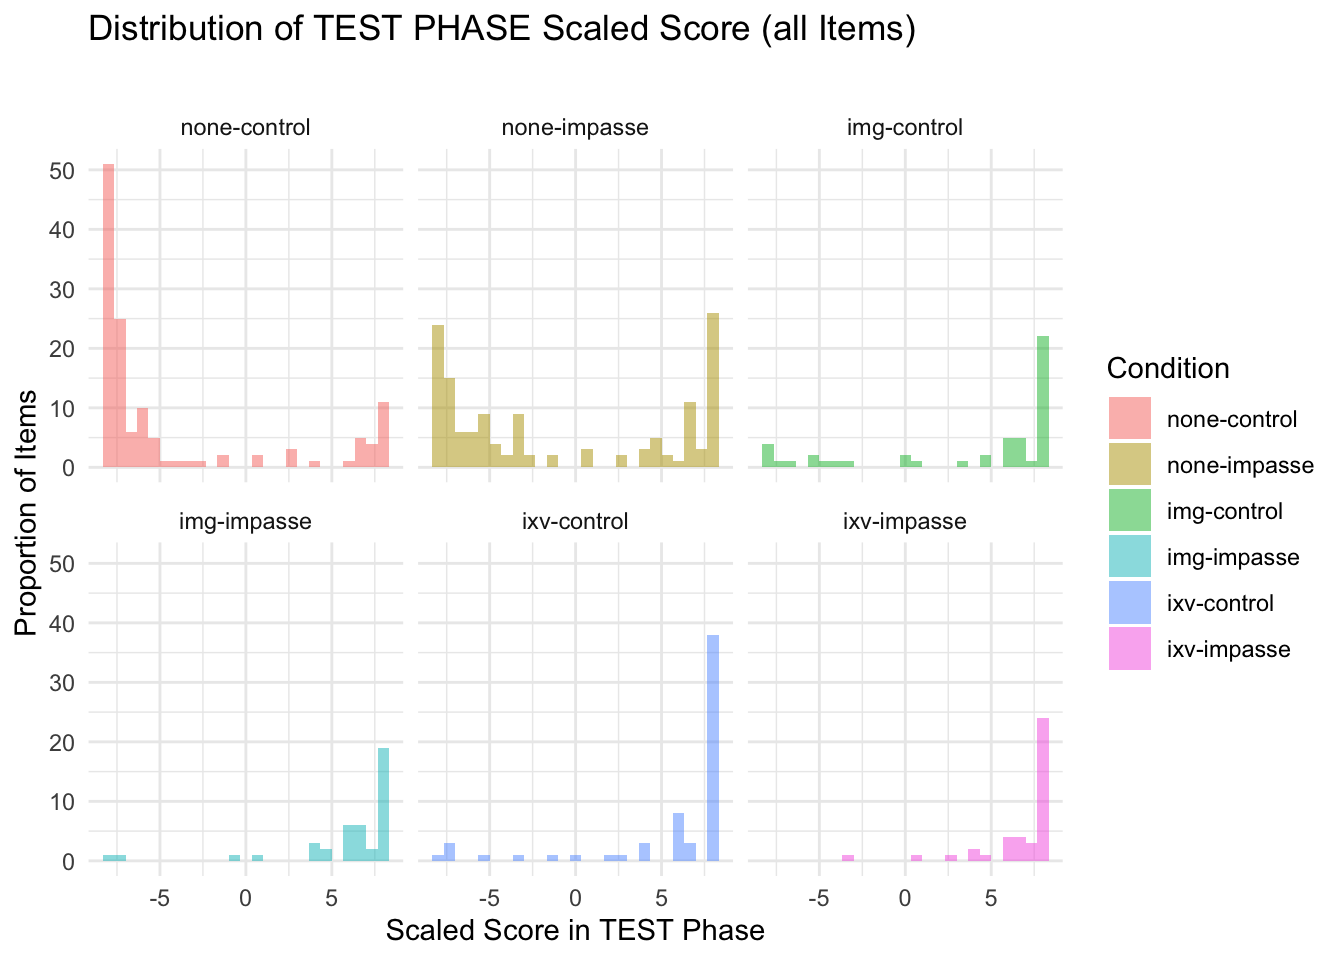 Distribution of TEST PHASE Scaled Score (all Items)
none-control
none-impasse
img-control
50
40
30
20
10
0
img-impasse
ixv-control
ixv-impasse
50
40
30
20
10
0
-5 0 5
-5 0 5
-5 0 5
Scaled Score in TEST Phase
Proportion of Items
Condition
none-control
none-impasse
img-control
img-impasse
ixv-control
ixv-impasse